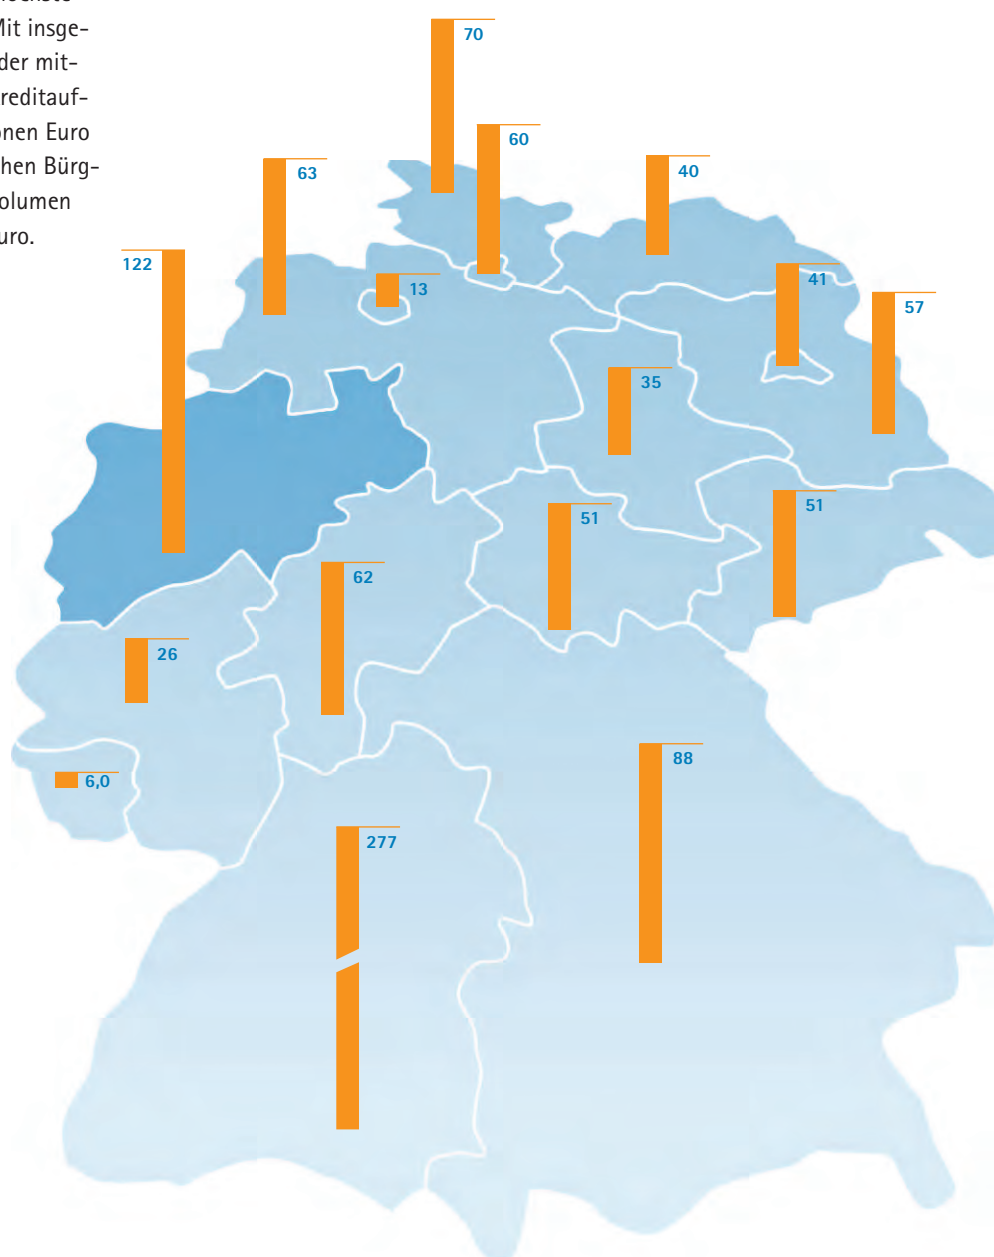 Mit insge-
der mit-
reditauf-
nen Euro
hen Bürg-
olumen
uro.
70
60
63
40
122
13
41
57
35
51
51
62
26
6,0
88
277